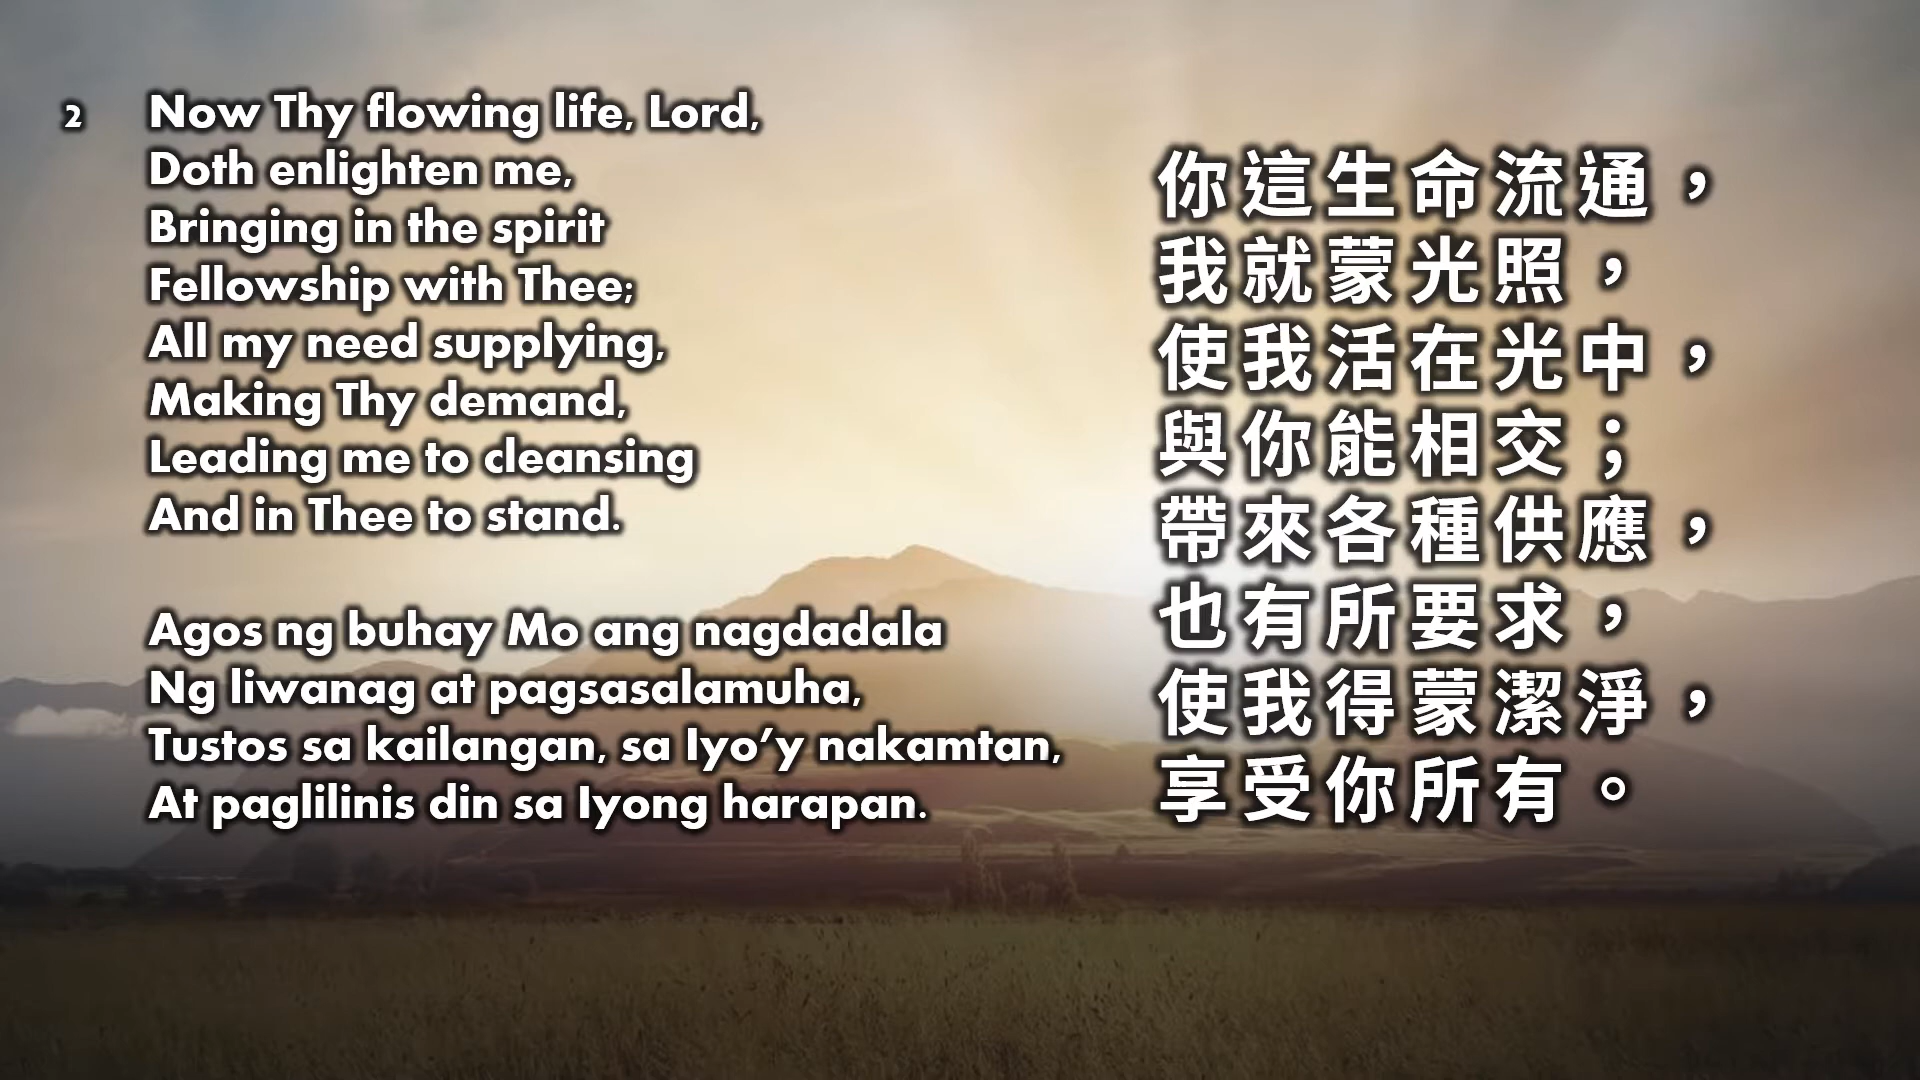 2 Now Thy flowing life, Lord,
Doth enlighten me,
Bringing in the spirit
Fellowship with Thee;
All my need supplying,
Making Thy demand,
Leading me to cleansing
And in Thee to stand.
Agos ng buhay Mo ang nagdadala
Ng liwanag at pagsasalamuha,
Tustos sa kailangan, sa Iyo’y nakamtan,
At paglilinis din sa Iyong harapan.
你這生命流通，
我就蒙光照，
使我活在光中，
與你能相交；
帶來各種供應，
也有所要求，
使我得蒙潔淨，
享受你所有。